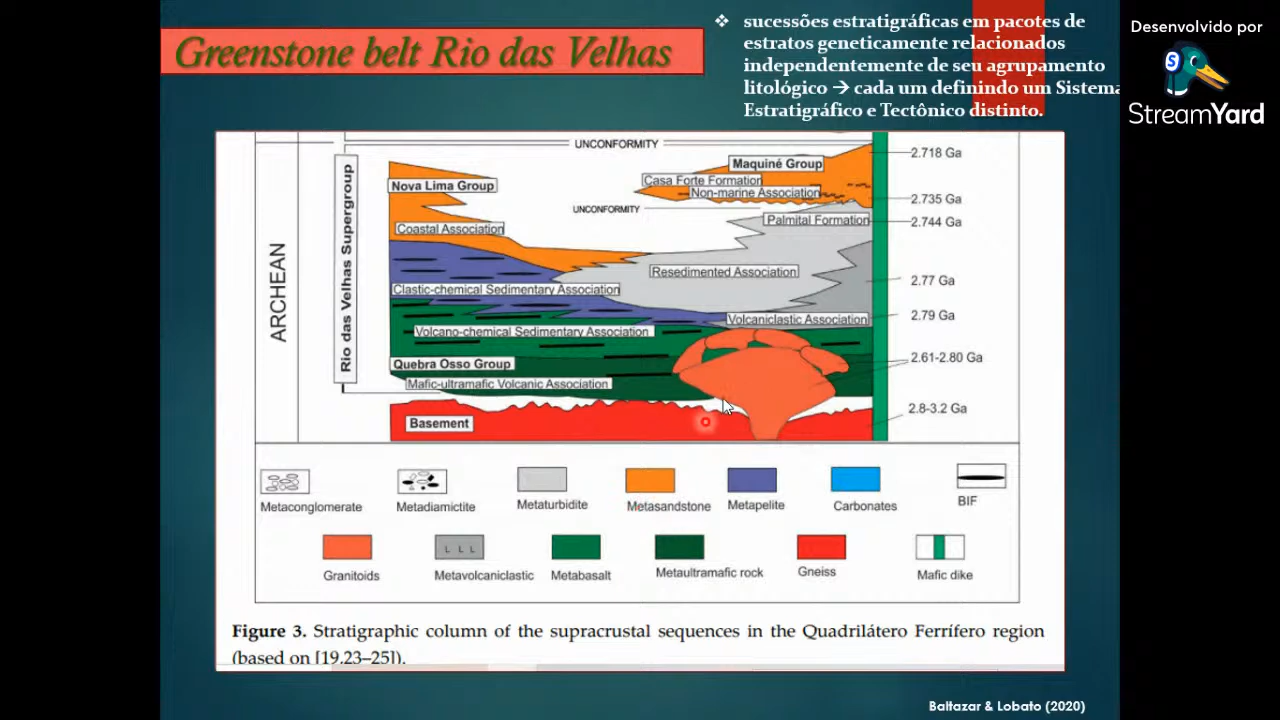 Greenstone belt Rio das Velhas
❖ sucessões estratigráficas em pacotes de
estratos geneticamente relacionados
independentemente de seu agrupamento
litológico → cada um definindo um Sistema
Estratigráfico e Tectônico distinto.
Desenvolvido por
S
StreamYard
ARCHEAN
Rio das Velhas Supergroup
UNCONFORMITY
Maquiné Group
2.718 Ga
Nova Lima Group
Casa Forte Formation
Non-marine Association
2.735 Ga
UNCONFORMITY
Palmital Formation
2.744 Ga
Coastal Association
Resedimented Association
2.77 Ga
Clastic-chemical Sedimentary Association
2.79 Ga
Volcaniclastic Association
Volcano-chemical Sedimentary Association
2.61-2.80 Ga
Quebra Osso Group
Mafic-ultramafic Volcanic Association
2.8-3.2 Ga
Basement
Metaconglomerate
Metadiamictite
Metaturbidite
Metasandstone
Metapelite
Carbonates
BIF
L L L
Granitoids
Metavolcaniclastic
Metabasalt
Metaultramafic rock
Gneiss
Mafic dike
Figure 3. Stratigraphic column of the supracrustal sequences in the Quadrilátero Ferrífero region
(based on [19,23–25]).
Baltazar & Lobato (2020)